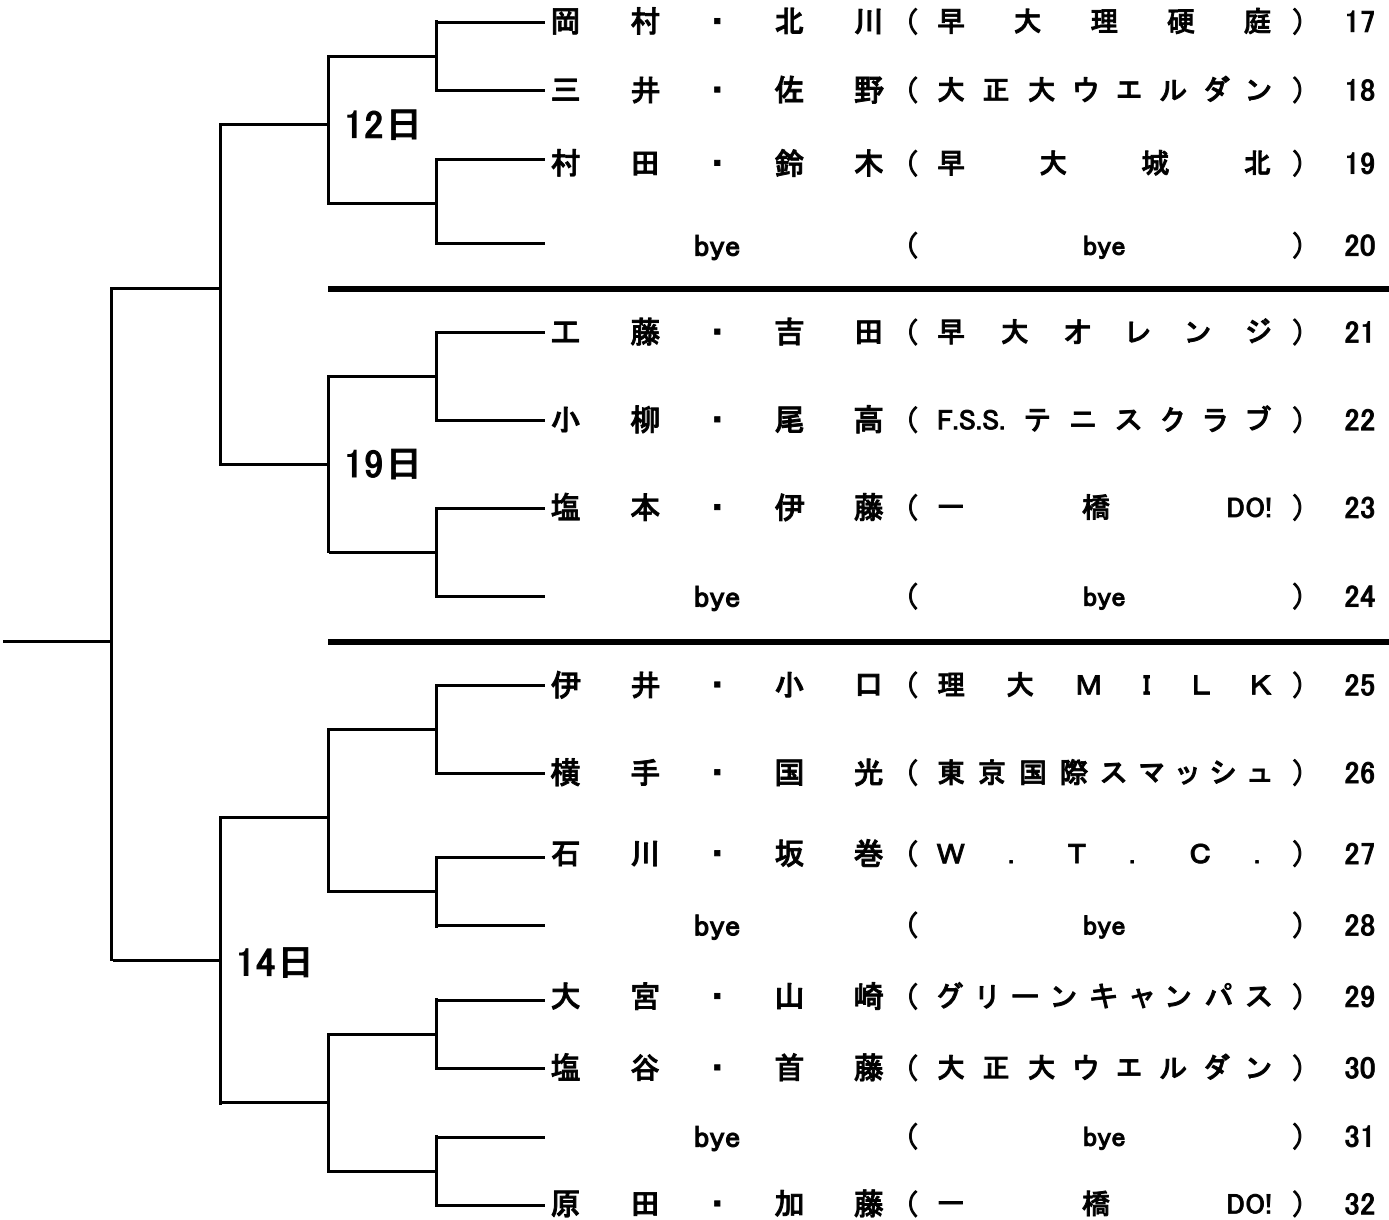 岡村・北川(早大理硬庭) 17
三井・佐野(大正大ウエルダン) 18
12日
村田・鈴木(早大城北) 19
bye ( bye ) 20
工藤・吉田(早大オレンジ) 21
小柳・尾高(F.S.S.テニスクラブ) 22
19日
塩本・伊藤(一橋DO!) 23
bye ( bye ) 24
伊井・小口(理大MILK) 25
横手・国光(東京国際スマッシュ) 26
石川・坂巻(W.T.C.) 27
bye ( bye ) 28
14日
大宮・山崎(グリーンキャンパス) 29
塩谷・首藤(大正大ウエルダン) 30
bye ( bye ) 31
原田・加藤(一橋DO!) 32